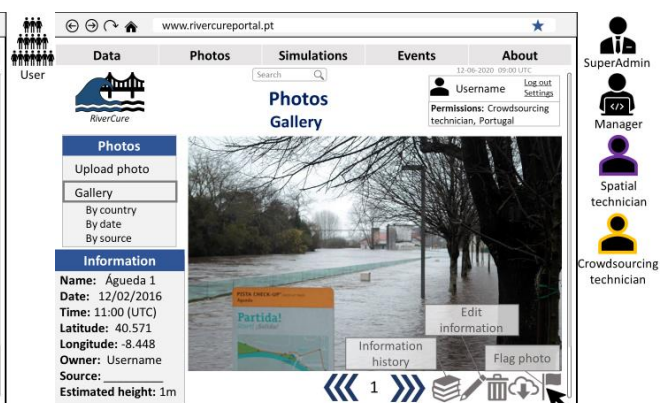 www.rivercureportal.pt
User
Data Photos Simulations Events About
Search
12-06-2020 09:00 UTC
RiverCure
Photos
Gallery
Username
Log out
Settings
Permissions: Crowdsourcing
technician, Portugal
Photos
Upload photo
Gallery
By country
By date
By source
Information
Name: Águeda 1
Date: 12/02/2016
Time: 11:00 (UTC)
Latitude: 40.571
Longitude: -8.448
Owner: Username
Source:
Estimated height: 1m
PISTA CHECK-UP
Partida!
Edit
information
Information
history
Flag photo
1
SuperAdmin
Manager
Spatial
technician
Crowdsourcing
technician